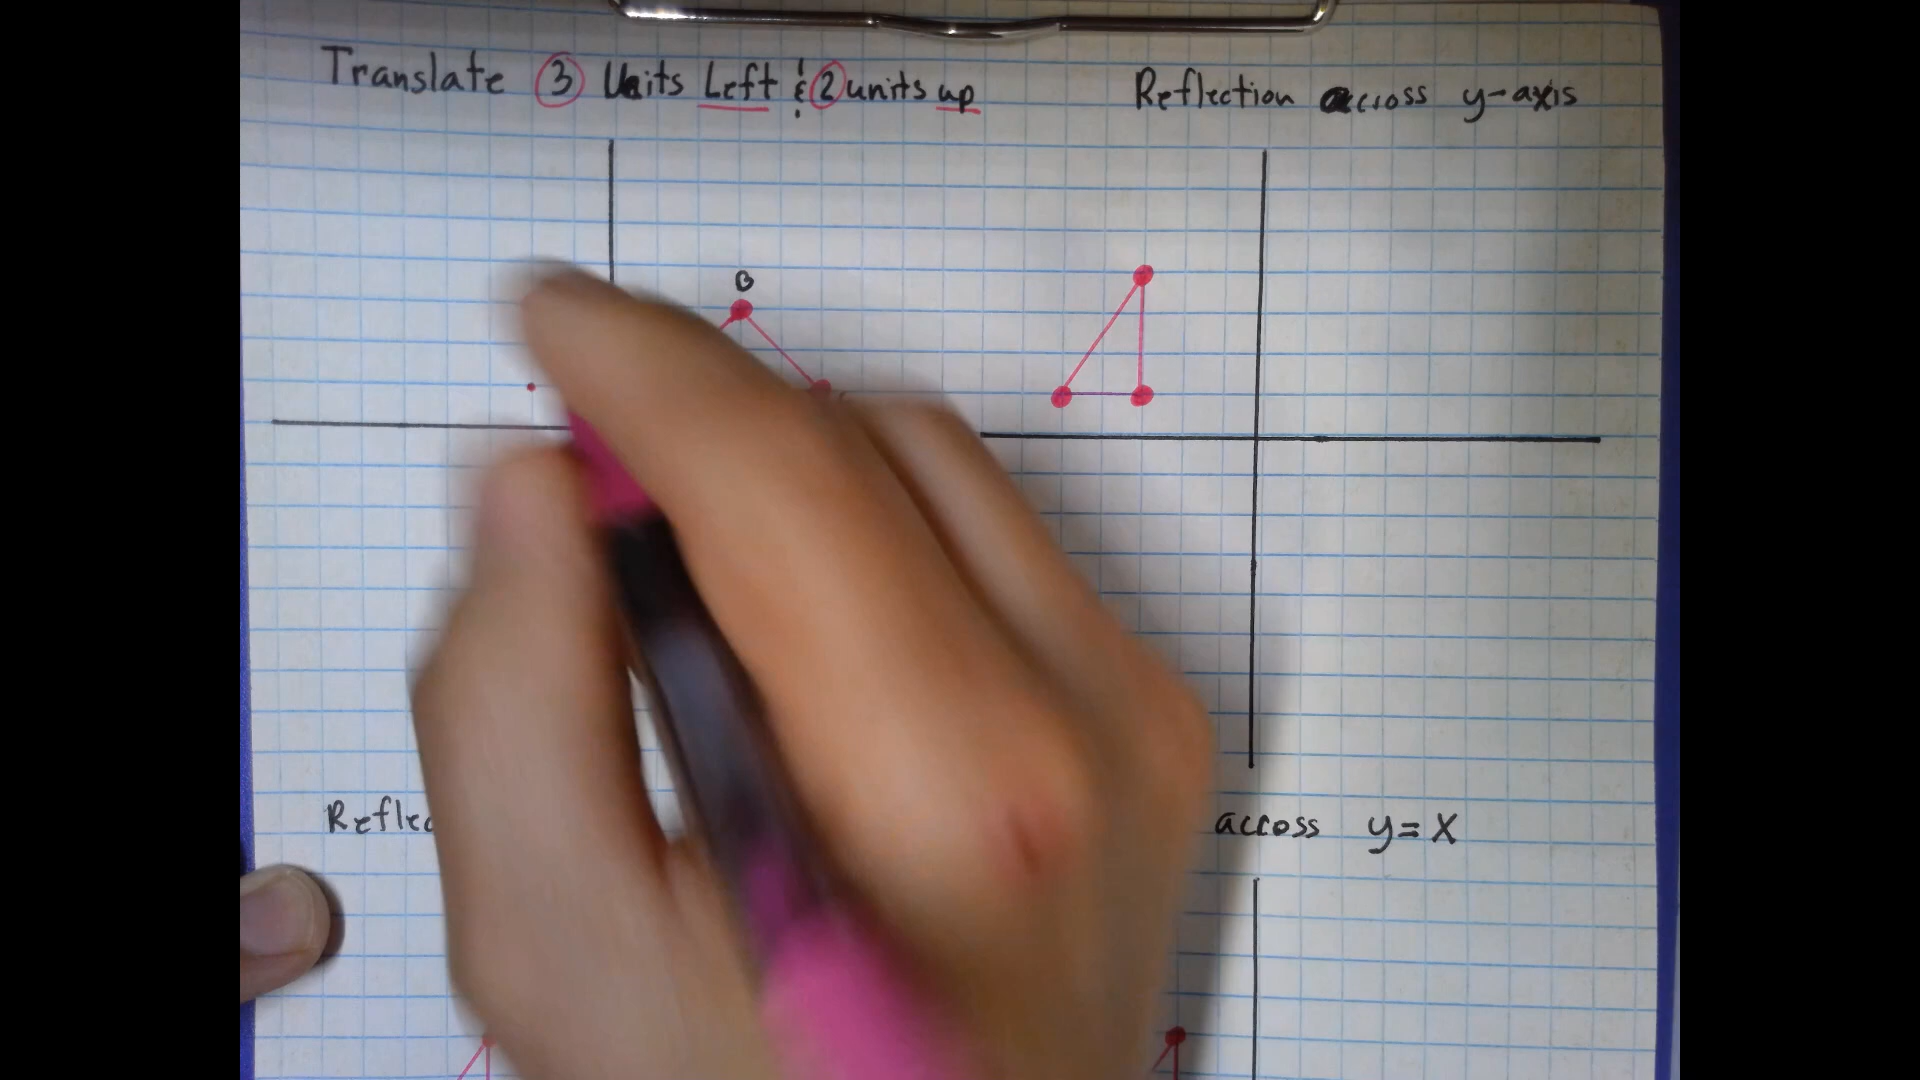 Translate 3 Units Left & 2 units up
Reflection across y-axis
B
across y=x